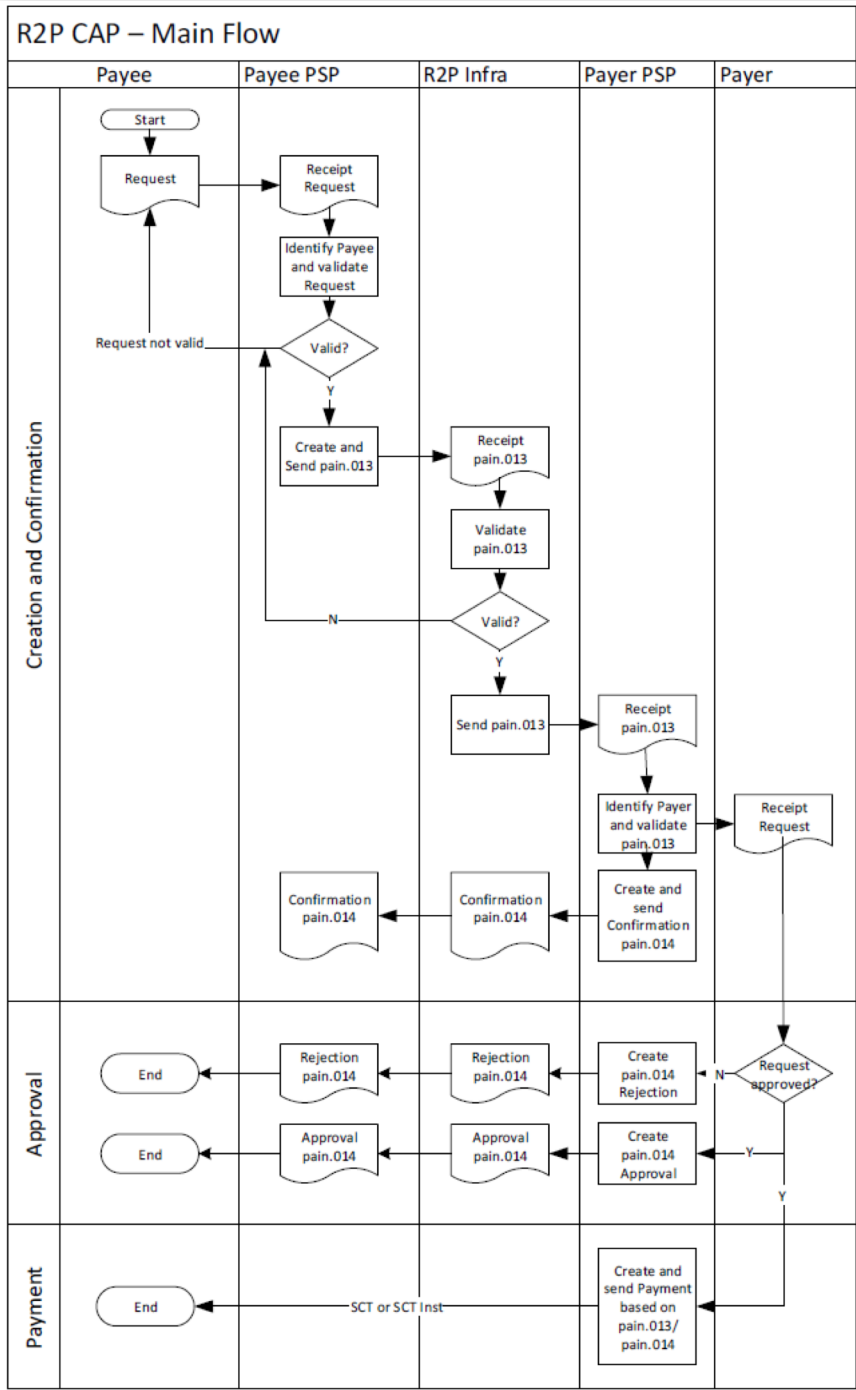 R2P CAP – Main Flow
Payee
Payee PSP
R2P Infra
Payer PSP
Payer
Creation and Confirmation
Start
Request
Receipt
Request
Identify Payee
and validate
Request
Request not valid
Valid?
Y
Create and
Send pain.013
Receipt
pain.013
Validate
pain.013
N
Valid?
Y
Send pain.013
Receipt
pain.013
Identify Payer
and validate
pain.013
Receipt
Request
Confirmation
pain.014
Confirmation
pain.014
Create and
send
Confirmation
pain.014
Approval
End
Rejection
pain.014
Rejection
pain.014
Create
pain.014
Rejection
N
Request
approved?
End
Approval
pain.014
Approval
pain.014
Create
pain.014
Approval
Y
Y
Payment
End
SCT or SCT Inst
Create and
send Payment
based on
pain.013/
pain.014